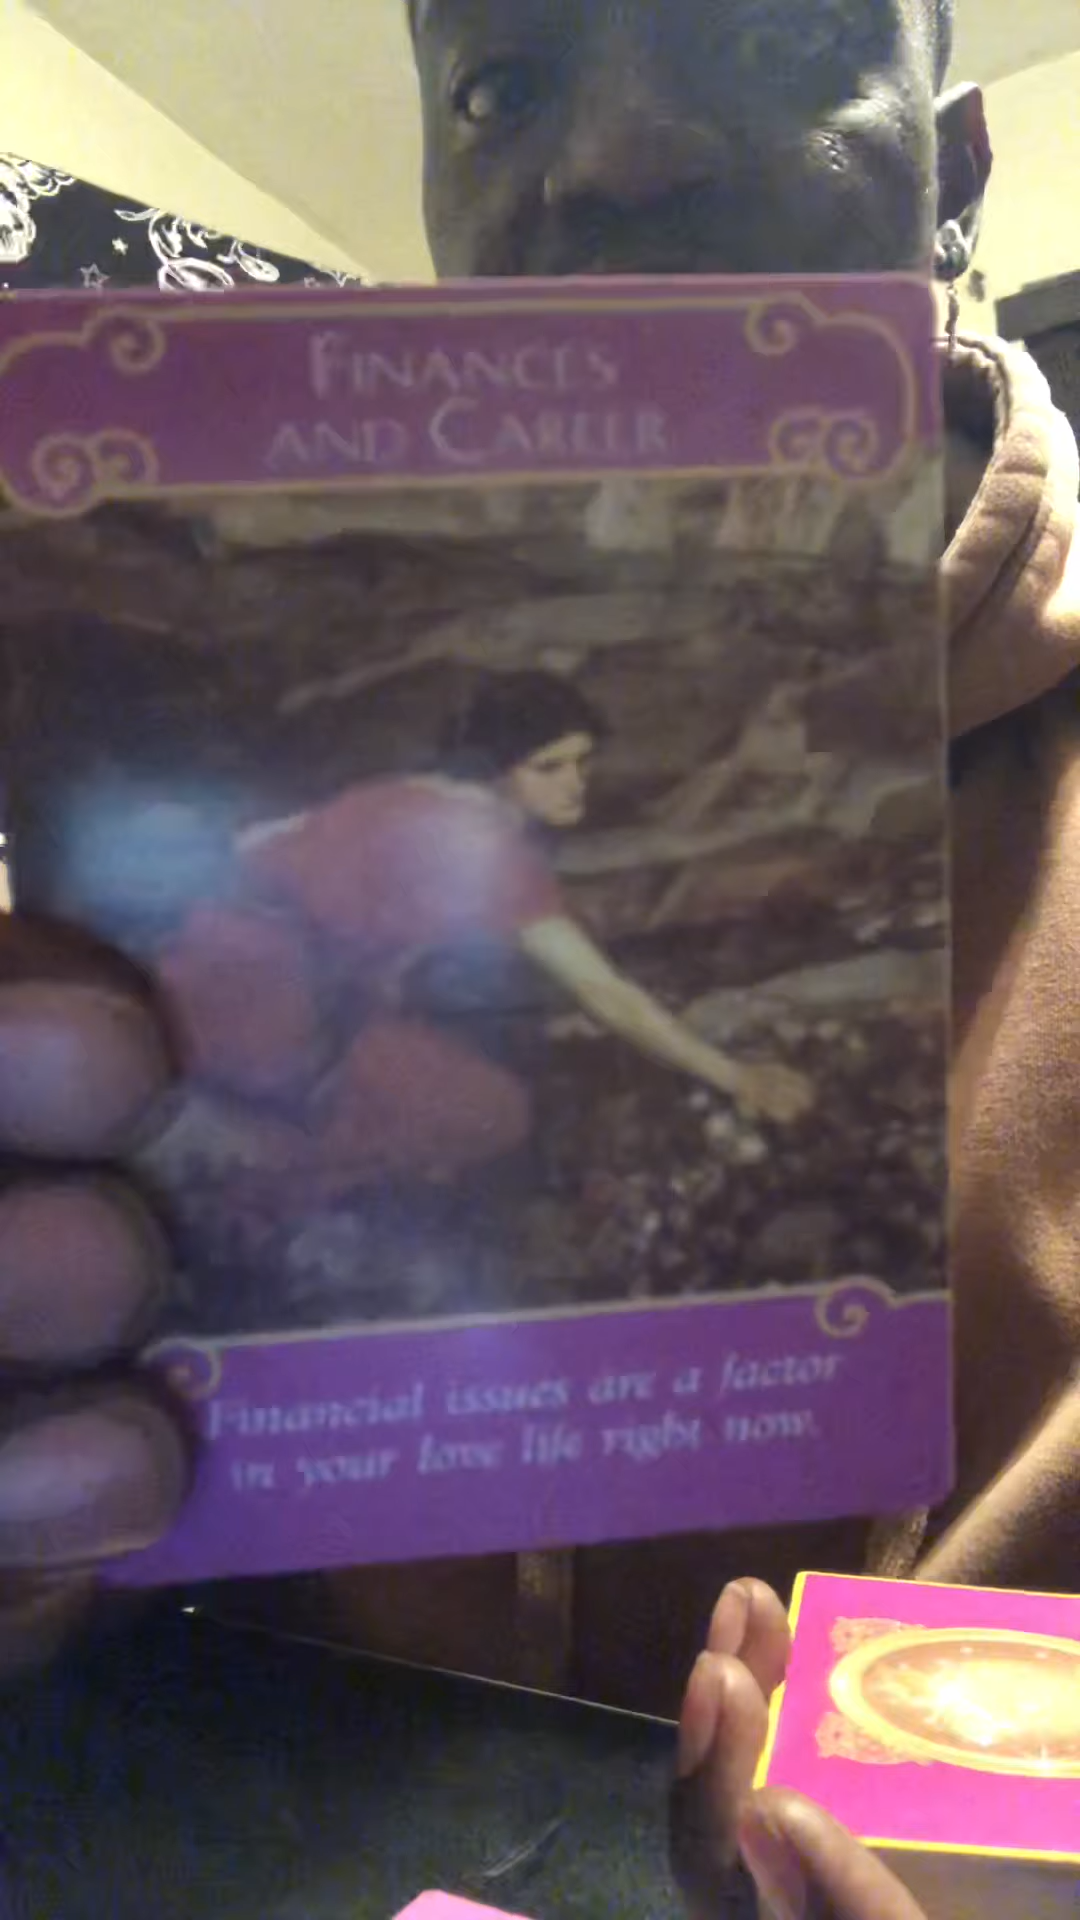 FINANCES
AND CAREER
Financial issues are a factor
in your love life right now.